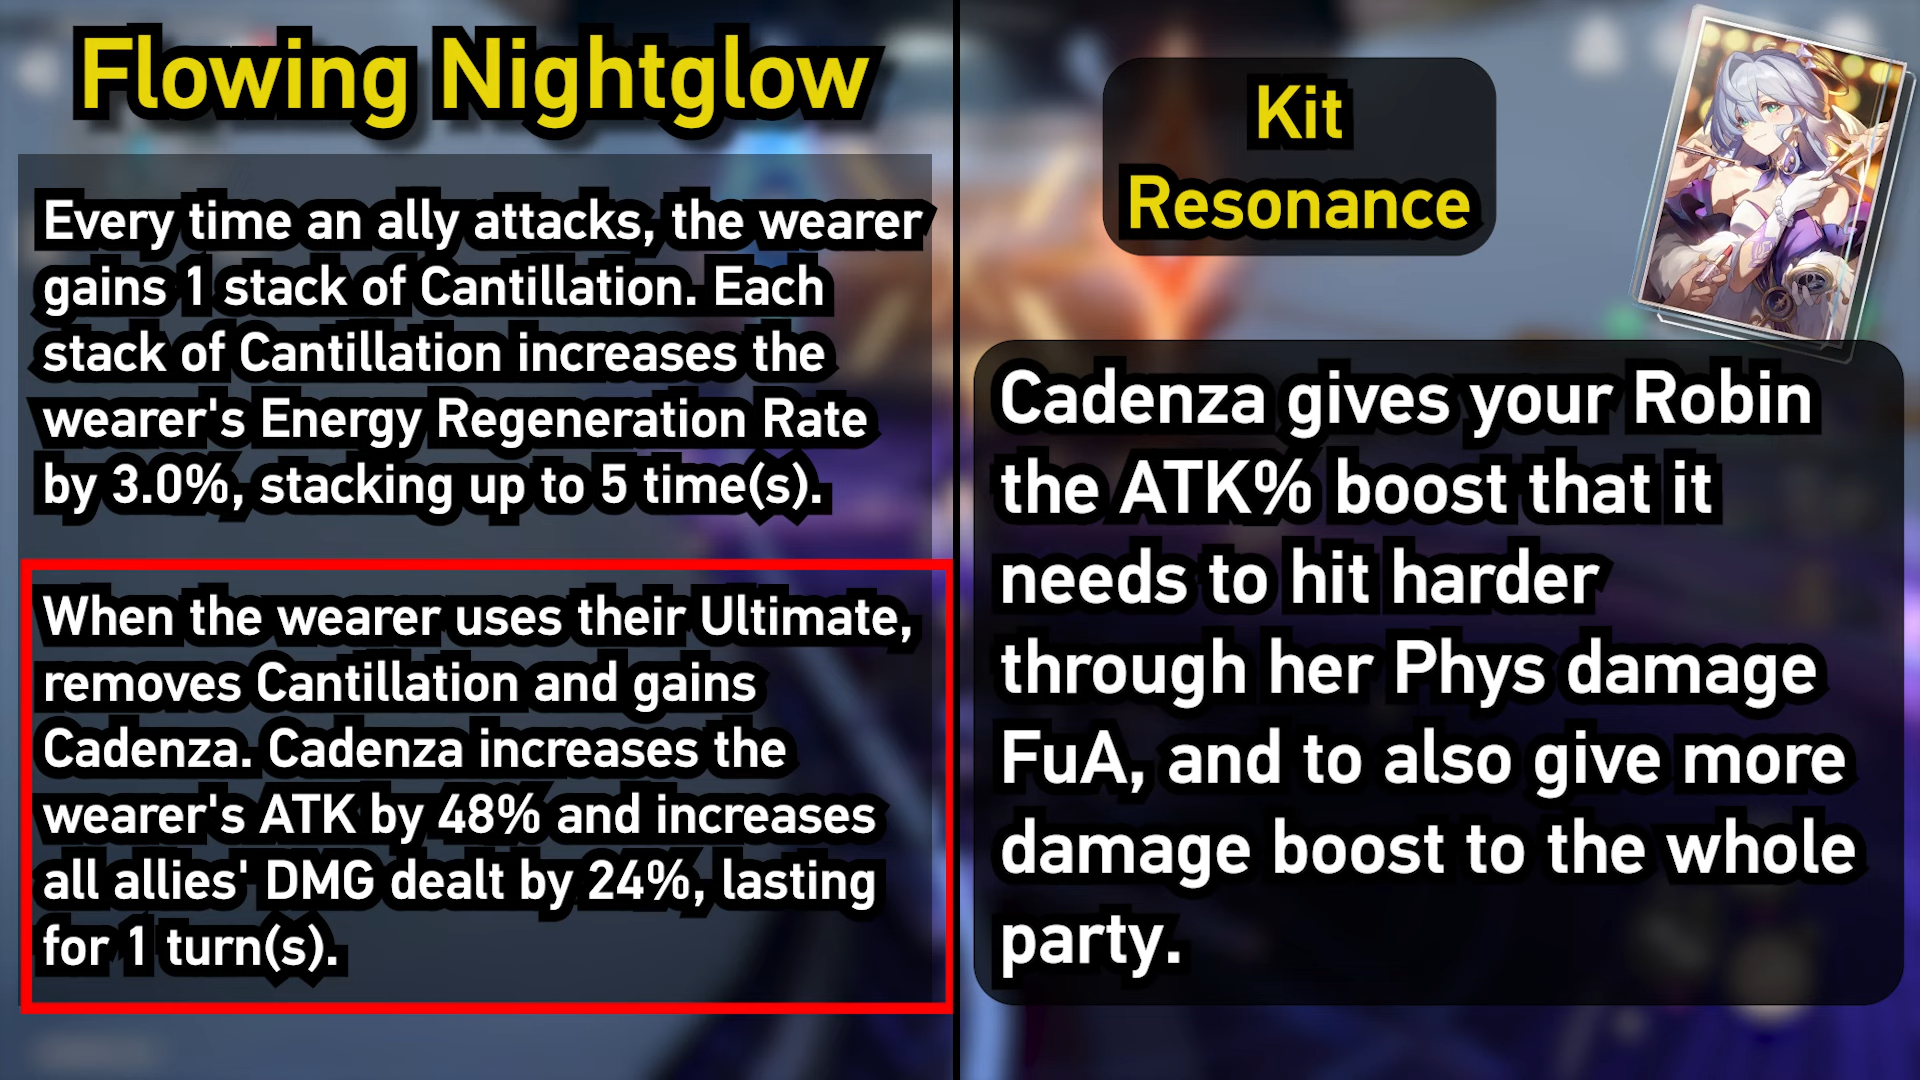 Flowing Nightglow
Every time an ally attacks, the wearer
gains 1 stack of Cantillation. Each
stack of Cantillation increases the
wearer's Energy Regeneration Rate
by 3.0%, stacking up to 5 time(s).
When the wearer uses their Ultimate,
removes Cantillation and gains
Cadenza. Cadenza increases the
wearer's ATK by 48% and increases
all allies' DMG dealt by 24%, lasting
for 1 turn(s).
Kit
Resonance
Cadenza gives your Robin
the ATK% boost that it
needs to hit harder
through her Phys damage
FuA, and to also give more
damage boost to the whole
party.